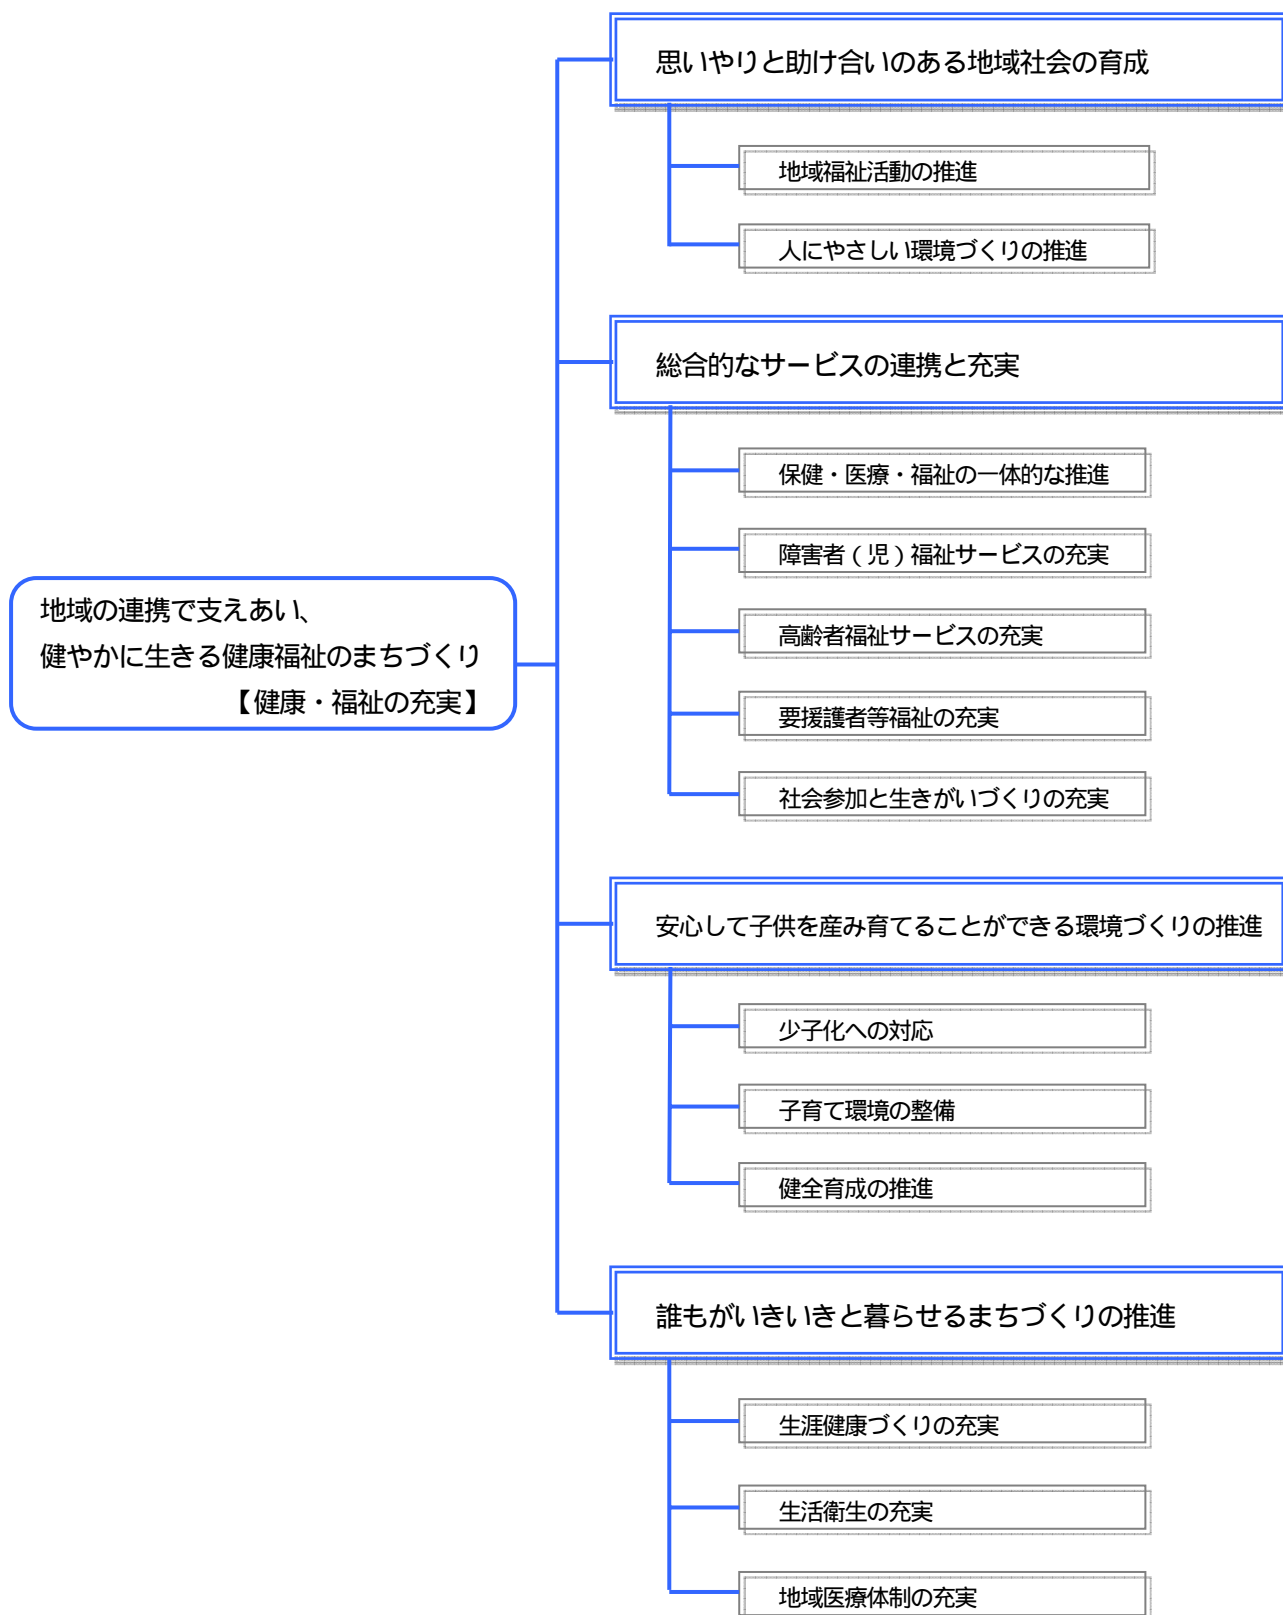 思いやりと助け合いのある地域社会の育成
地域福祉活動の推進
人にやさしい環境づくりの推進
総合的なサービスの連携と充実
保健・医療・福祉の一体的な推進
障害者（児）福祉サービスの充実
高齢者福祉サービスの充実
要援護者等福祉の充実
社会参加と生きがいづくりの充実
地域の連携で支えあい、
健やかに生きる健康福祉のまちづくり
【健康・福祉の充実】
安心して子供を産み育てることができる環境づくりの推進
少子化への対応
子育て環境の整備
健全育成の推進
誰もがいきいきと暮らせるまちづくりの推進
生涯健康づくりの充実
生活衛生の充実
地域医療体制の充実